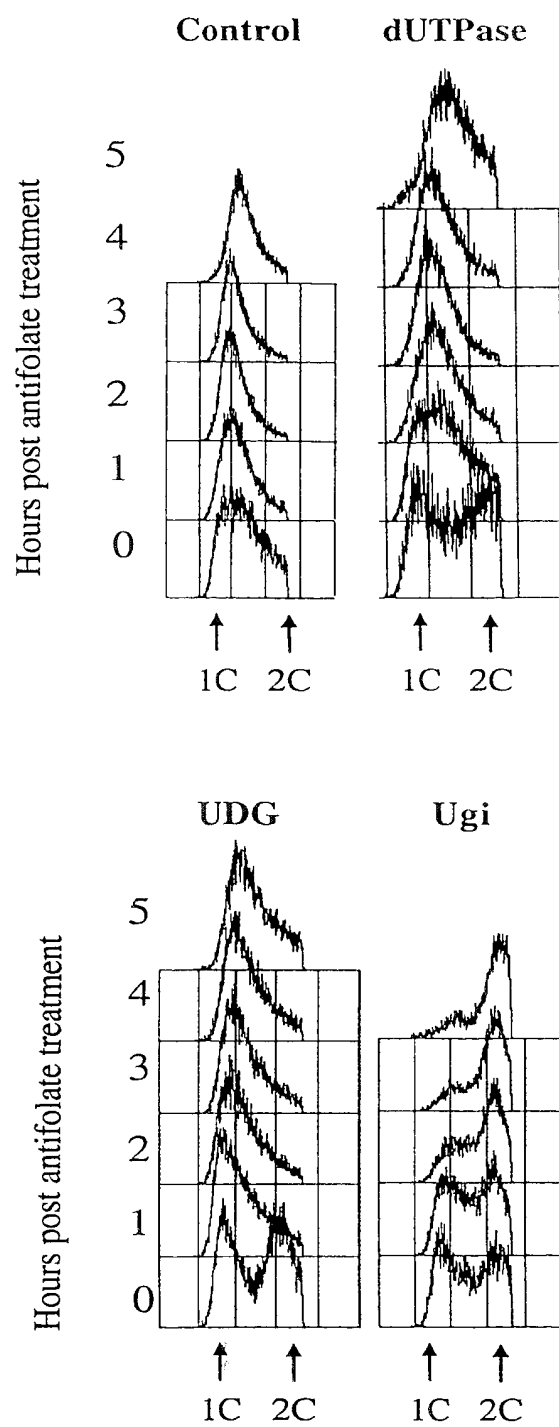 Control dUTPase
Hours post antifolate treatment
5
4
3
2
1
0
1C 2C 1C 2C
UDG Ugi
Hours post antifolate treatment
5
4
3
2
1
0
1C 2C 1C 2C